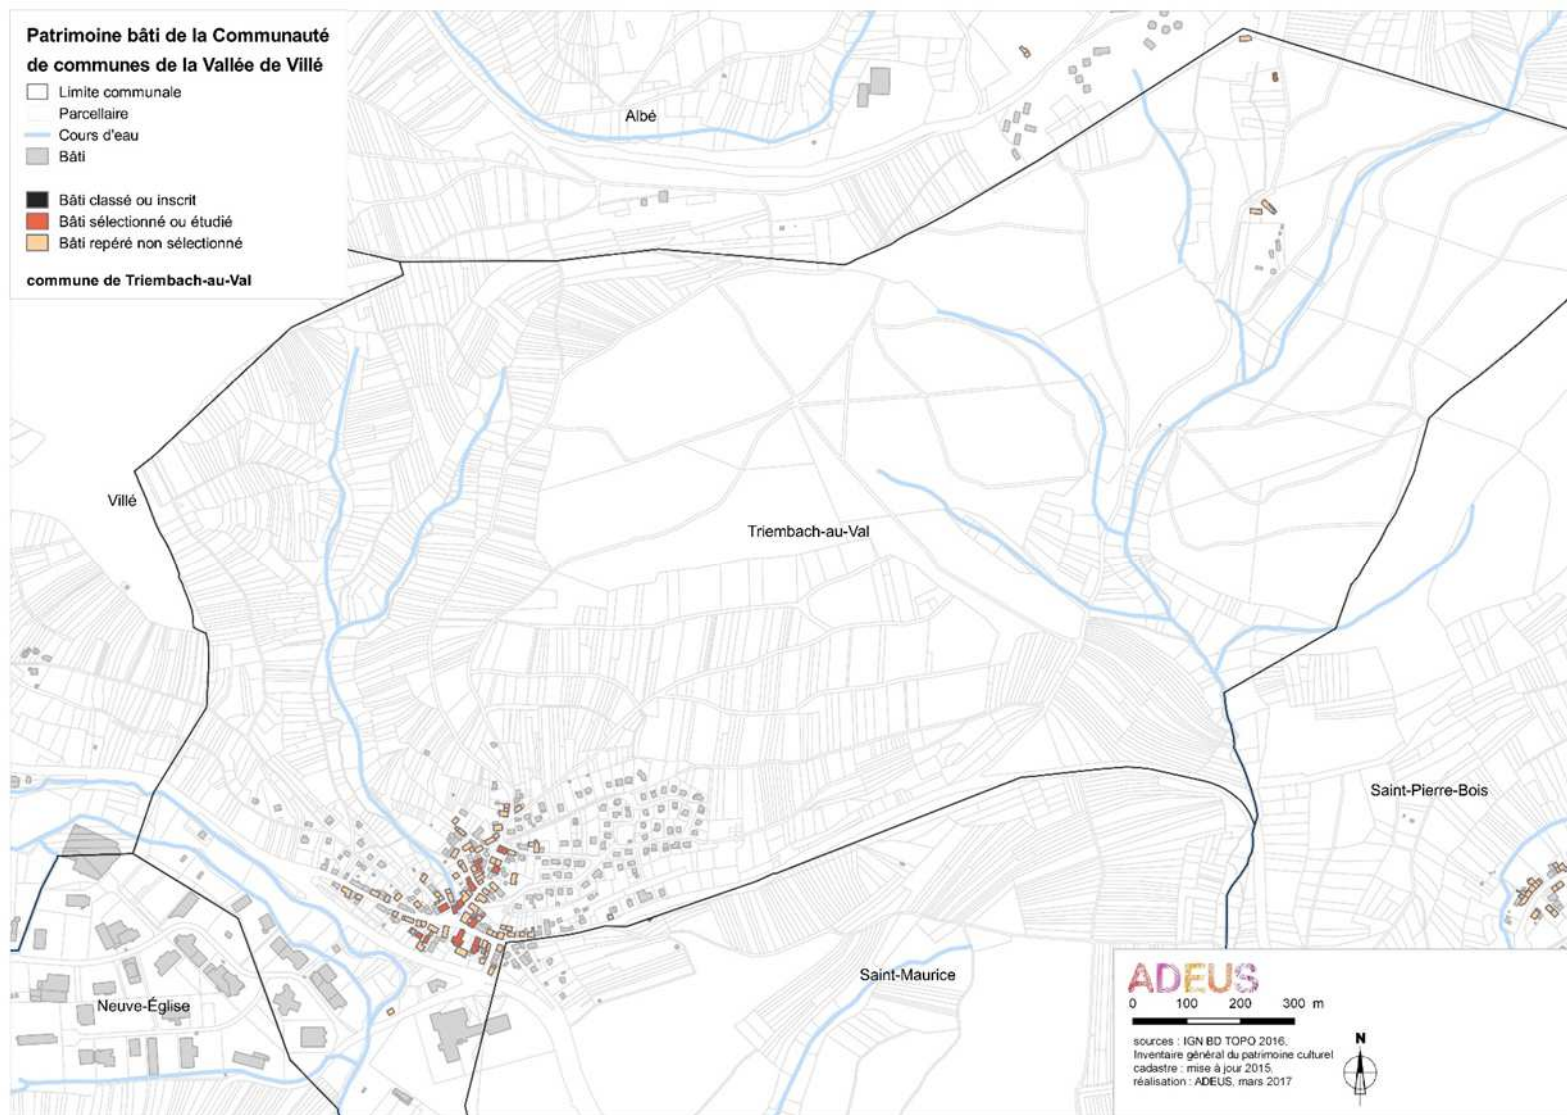 Patrimoine bâti de la Communauté
de communes de la Vallée de Villé
Limite communale
Parcellaire
Cours d'eau
Bâti
Bâti classé ou inscrit
Bâti sélectionné ou étudié
Bâti repéré non sélectionné
commune de Triembach-au-Val
Albé
Villé
Triembach-au-Val
Saint-Pierre-Bois
Saint-Maurice
Neuve-Église
ADEUS
0 100 200 300 m
sources : IGN BD TOPO 2016,
Inventaire général du patrimoine culturel
cadastre : mise à jour 2015,
réalisation : ADEUS, mars 2017
N